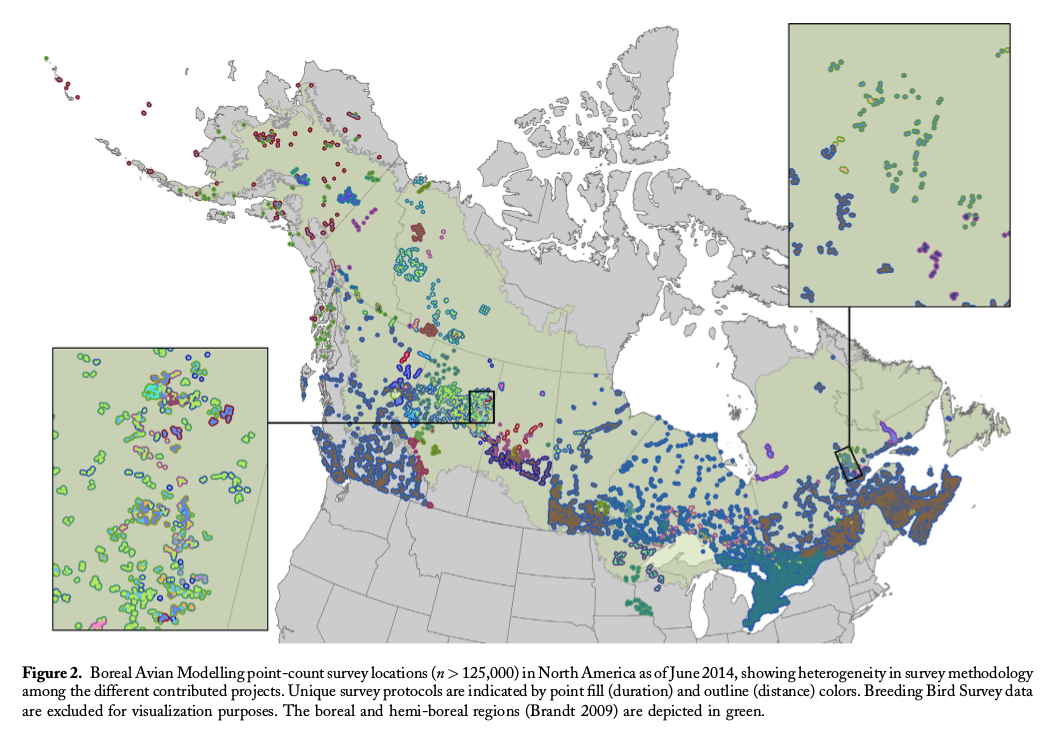 Figure 2. Boreal Avian Modelling point-count survey locations (n > 125,000) in North America as of June 2014, showing heterogeneity in survey methodology
among the different contributed projects. Unique survey protocols are indicated by point fill (duration) and outline (distance) colors. Breeding Bird Survey data
are excluded for visualization purposes. The boreal and hemi-boreal regions (Brandt 2009) are depicted in green.